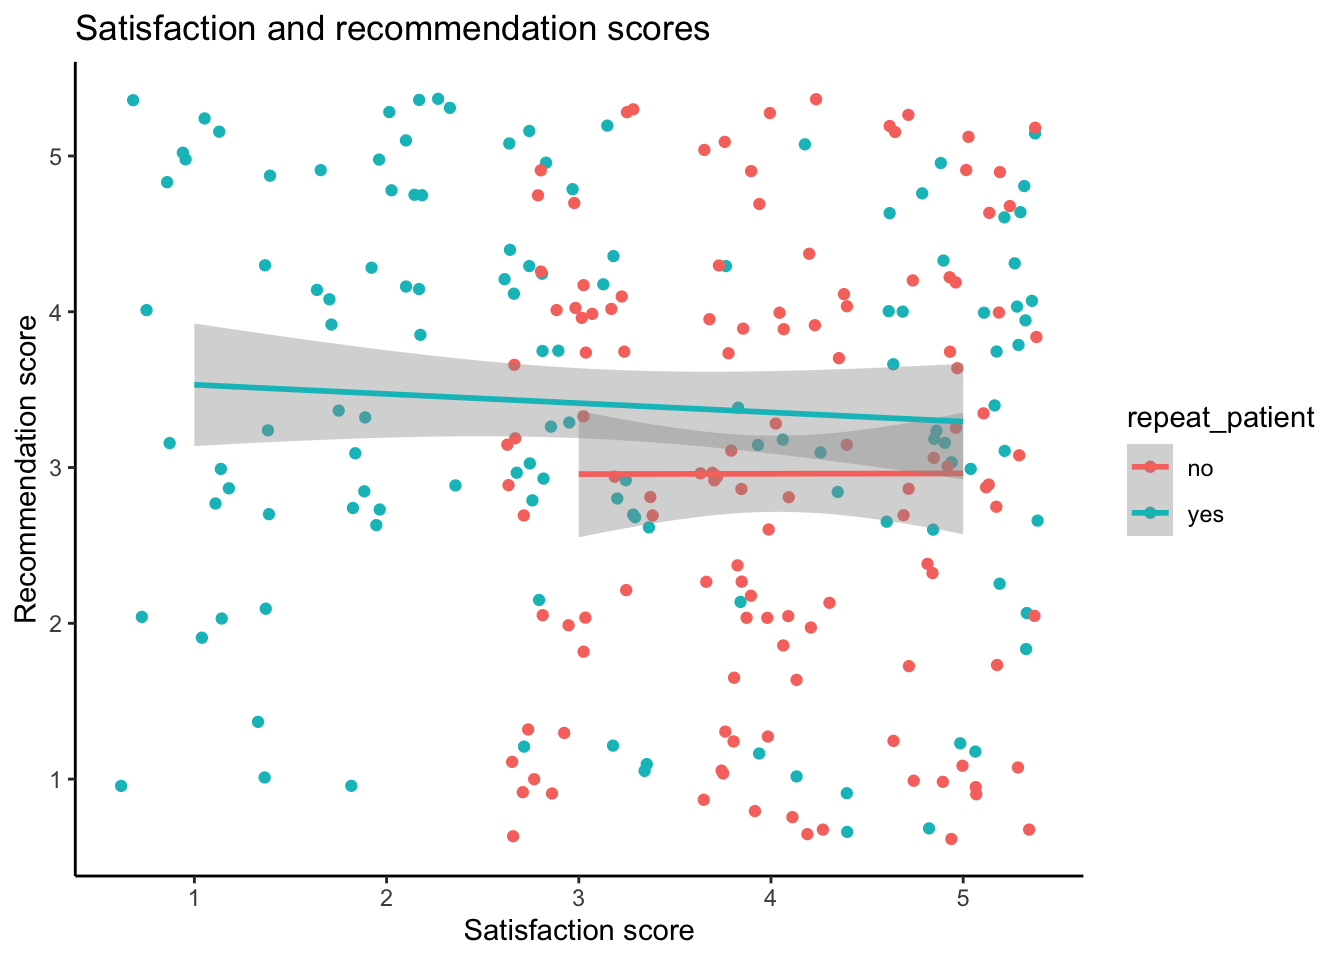 Satisfaction and recommendation scores
Recommendation score
5
4
3
2
1
1 2 3 4 5
Satisfaction score
repeat_patient
no
yes